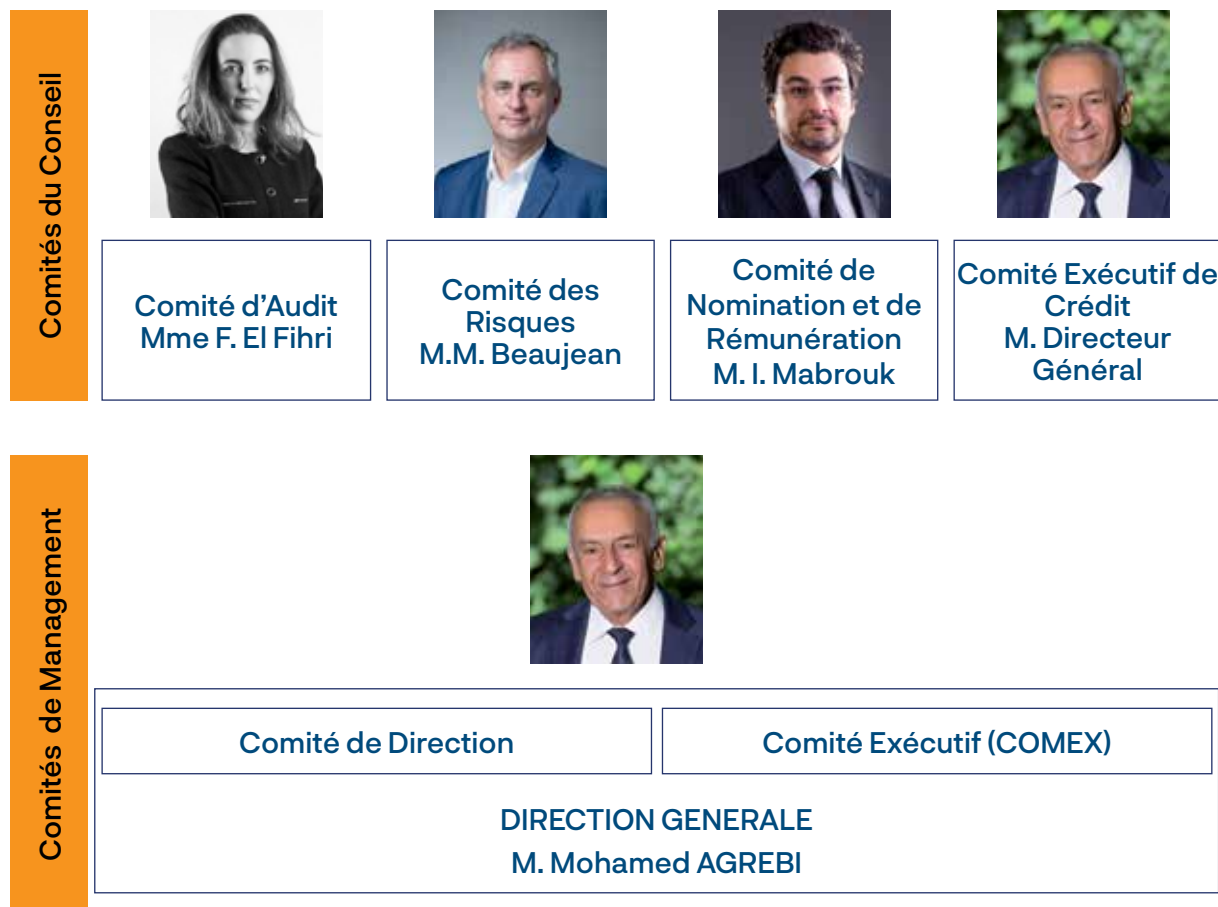 Comités du Conseil
Comité d’Audit
Mme F. El Fihri
Comité des
Risques
M.M. Beaujean
Comité de
Nomination et de
Rémunération
M. I. Mabrouk
Comité Exécutif de
Crédit
M. Directeur
Général
Comités de Management
Comité de Direction
Comité Exécutif (COMEX)
DIRECTION GENERALE
M. Mohamed AGREBI